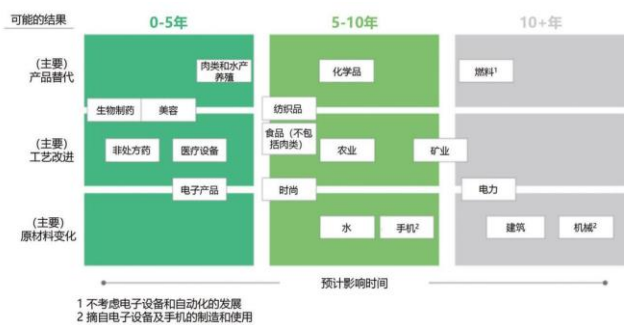 可能的结果
0-5年
5-10年
10+年
(主要)
产品替代
肉类和水产
养殖
化学品
燃料¹
生物制药
美容
纺织品
食品（不包
括肉类）
(主要)
工艺改进
非处方药
医疗设备
农业
矿业
电子产品
时尚
电力
(主要)
原材料变化
水
手机²
建筑
机械²
预计影响时间
1 不考虑电子设备和自动化的发展
2 摘自电子设备及手机的制造和使用